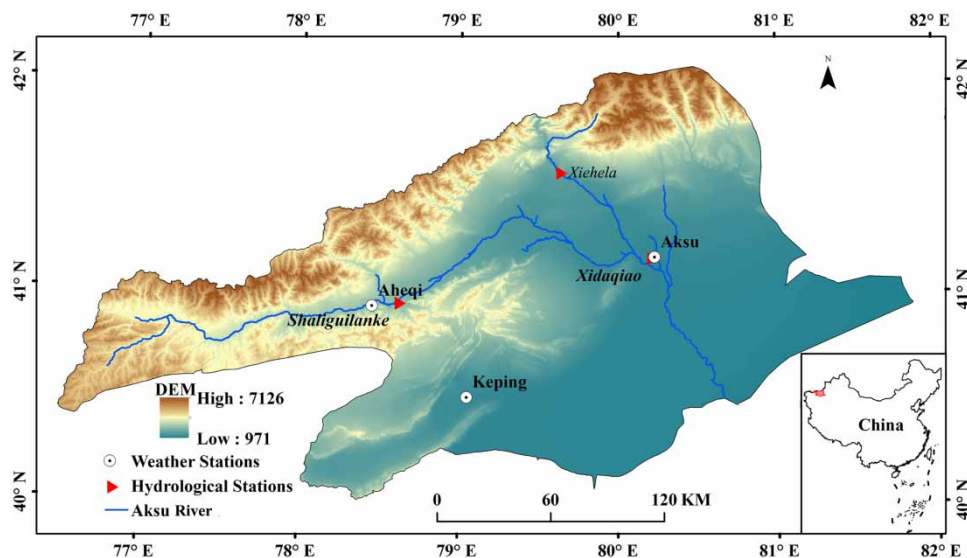 77° E 78° E 79° E 80° E 81° E 82° E
42° N 42° N
N
Xiehela
Aksu
41° N Xidaqiao 41° N
Aheqi
Shaliguilanke
Keping
DEM
High : 7126
Low : 971
China
Weather Stations
Hydrological Stations
40° N 0 60 120 KM 40° N
Aksu River
77° E 78° E 79° E 80° E 81° E